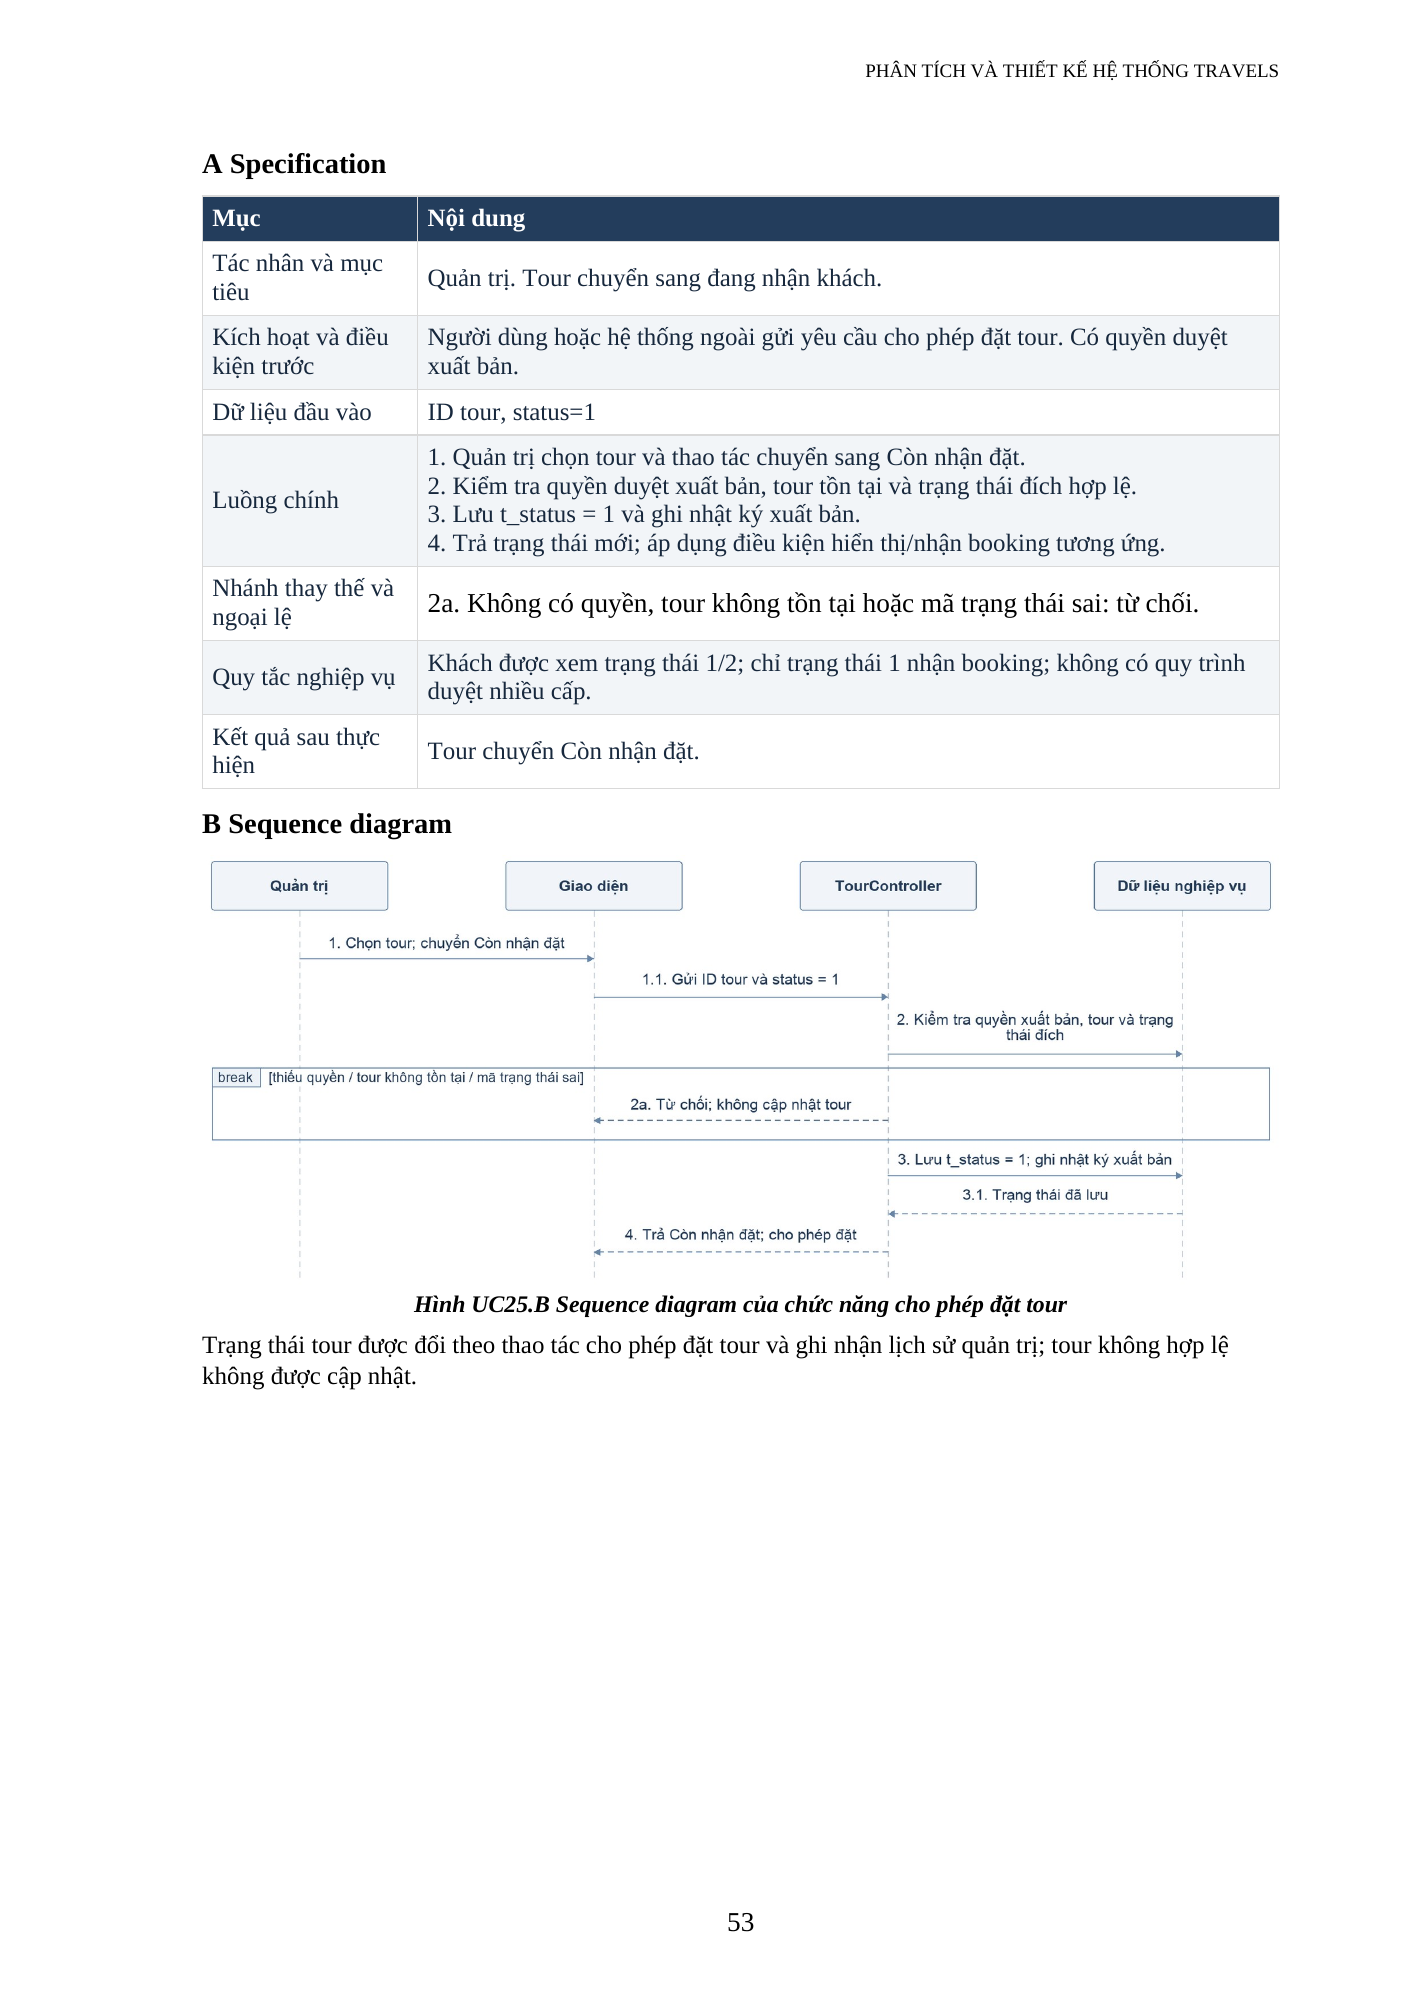 PHÂN TÍCH VÀ THIẾT KẾ HỆ THỐNG TRAVELS
A Specification
Mục
Nội dung
Tác nhân và mục
tiêu
Quản trị. Tour chuyển sang đang nhận khách.
Kích hoạt và điều
kiện trước
Người dùng hoặc hệ thống ngoài gửi yêu cầu cho phép đặt tour. Có quyền duyệt
xuất bản.
Dữ liệu đầu vào
ID tour, status=1
Luồng chính
1. Quản trị chọn tour và thao tác chuyển sang Còn nhận đặt.
2. Kiểm tra quyền duyệt xuất bản, tour tồn tại và trạng thái đích hợp lệ.
3. Lưu t_status = 1 và ghi nhật ký xuất bản.
4. Trả trạng thái mới; áp dụng điều kiện hiển thị/nhận booking tương ứng.
Nhánh thay thế và
ngoại lệ
2a. Không có quyền, tour không tồn tại hoặc mã trạng thái sai: từ chối.
Quy tắc nghiệp vụ
Khách được xem trạng thái 1/2; chỉ trạng thái 1 nhận booking; không có quy trình
duyệt nhiều cấp.
Kết quả sau thực
hiện
Tour chuyển Còn nhận đặt.
B Sequence diagram
Quản trị
Giao diện
TourController
Dữ liệu nghiệp vụ
1. Chọn tour; chuyển Còn nhận đặt
1.1. Gửi ID tour và status = 1
2. Kiểm tra quyền xuất bản, tour và trạng
thái đích
break [thiếu quyền / tour không tồn tại / mã trạng thái sai]
2a. Từ chối; không cập nhật tour
3. Lưu t_status = 1; ghi nhật ký xuất bản
3.1. Trạng thái đã lưu
4. Trả Còn nhận đặt; cho phép đặt
Hình UC25.B Sequence diagram của chức năng cho phép đặt tour
Trạng thái tour được đổi theo thao tác cho phép đặt tour và ghi nhận lịch sử quản trị; tour không hợp lệ
không được cập nhật.
53